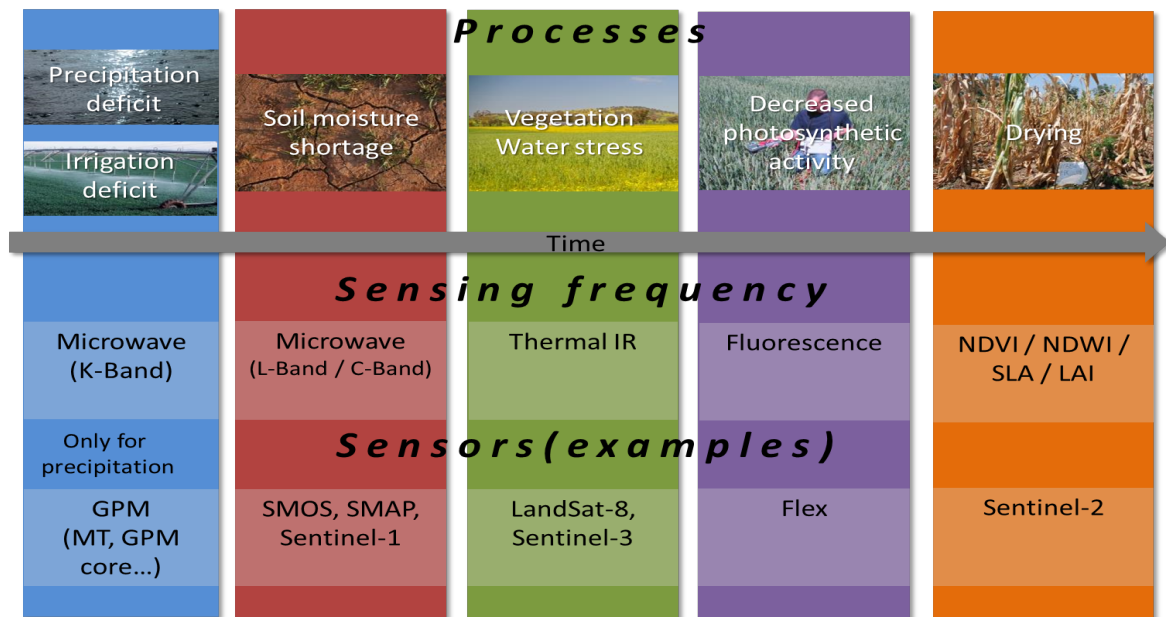 Processes
Precipitation
deficit
Irrigation
deficit
Soil moisture
shortage
Vegetation
Water stress
Decreased
photosynthetic
activity
Drying
Time
Sensing frequency
Microwave
(K-Band)
Microwave
(L-Band / C-Band)
Thermal IR
Fluorescence
NDVI / NDWI /
SLA / LAI
Only for
precipitation
Sensors(examples)
GPM
(MT, GPM
core...)
SMOS, SMAP,
Sentinel-1
LandSat-8,
Sentinel-3
Flex
Sentinel-2